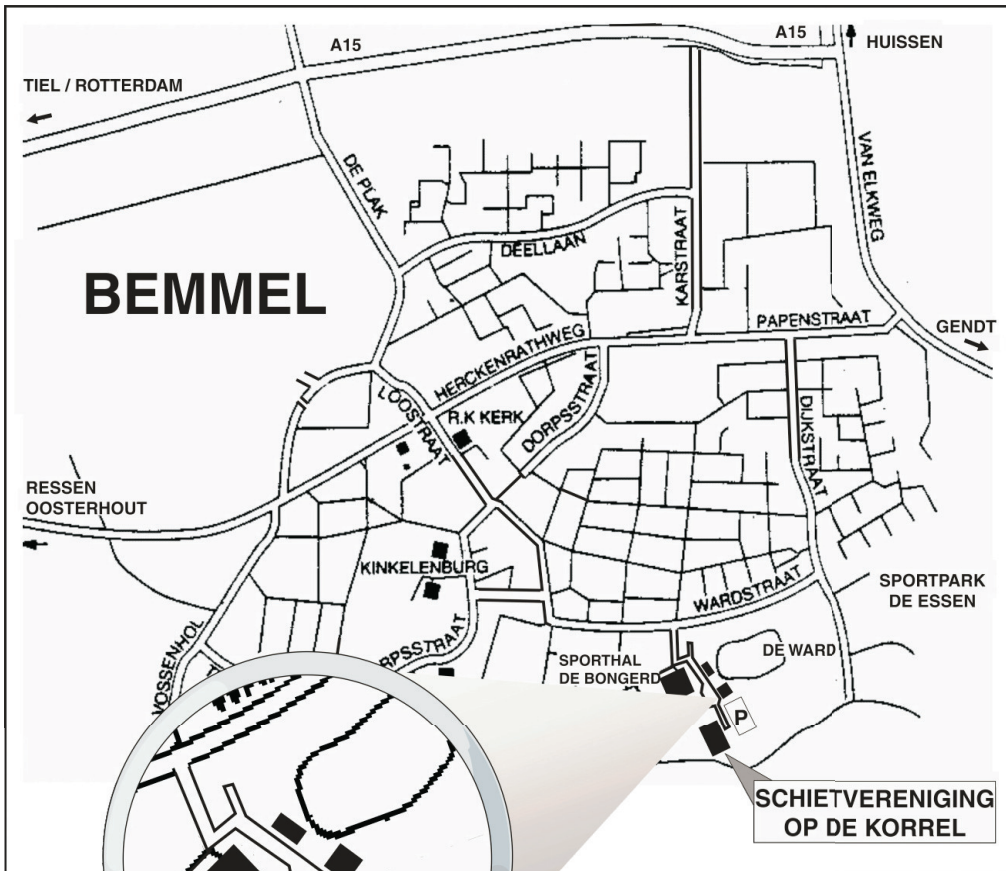 A15
A15
HUISSEN
TIEL / ROTTERDAM
DE PLAK
VAN ELKWEG
DEELLAAN
KARSTRAAT
BEMMEL
PAPENSTRAAT
GENDT
HERCKENRATHWEG
LOOSTRAAT
R.K KERK
DORPSSTRAAT
DIJKSTRAAT
RESSEN
OOSTERHOUT
KINKELENBURG
WARDSTRAAT
SPORTPARK
DE ESSEN
VOSSENHOL
RPSSTRAAT
SPORTHAL
DE BONGERD
DE WARD
P
SCHIETVERENIGING
OP DE KORREL